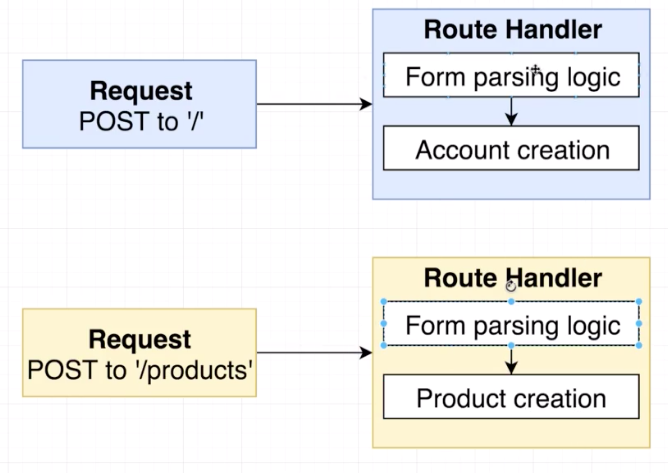 Route Handler
Request
POST to '/'
Form parsing logic
Account creation
Route Handler
Request
POST to '/products'
Form parsing logic
Product creation